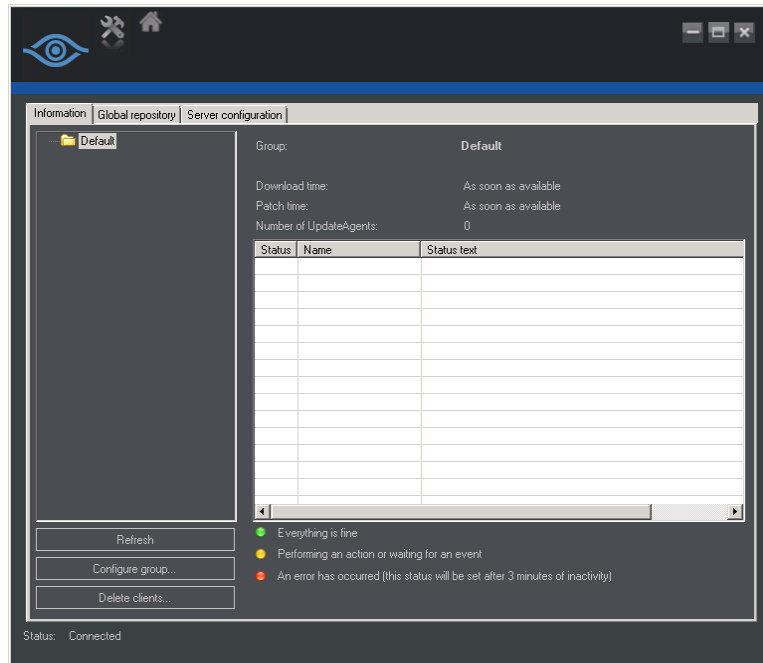 Information Global repository Server configuration
Default
Group: Default
Download time: As soon as available
Patch time: As soon as available
Number of UpdateAgents: 0
Status Name Status text
Everything is fine
Performing an action or waiting for an event
An error has occurred (this status will be set after 3 minutes of inactivity)
Refresh
Configure group...
Delete clients...
Status: Connected